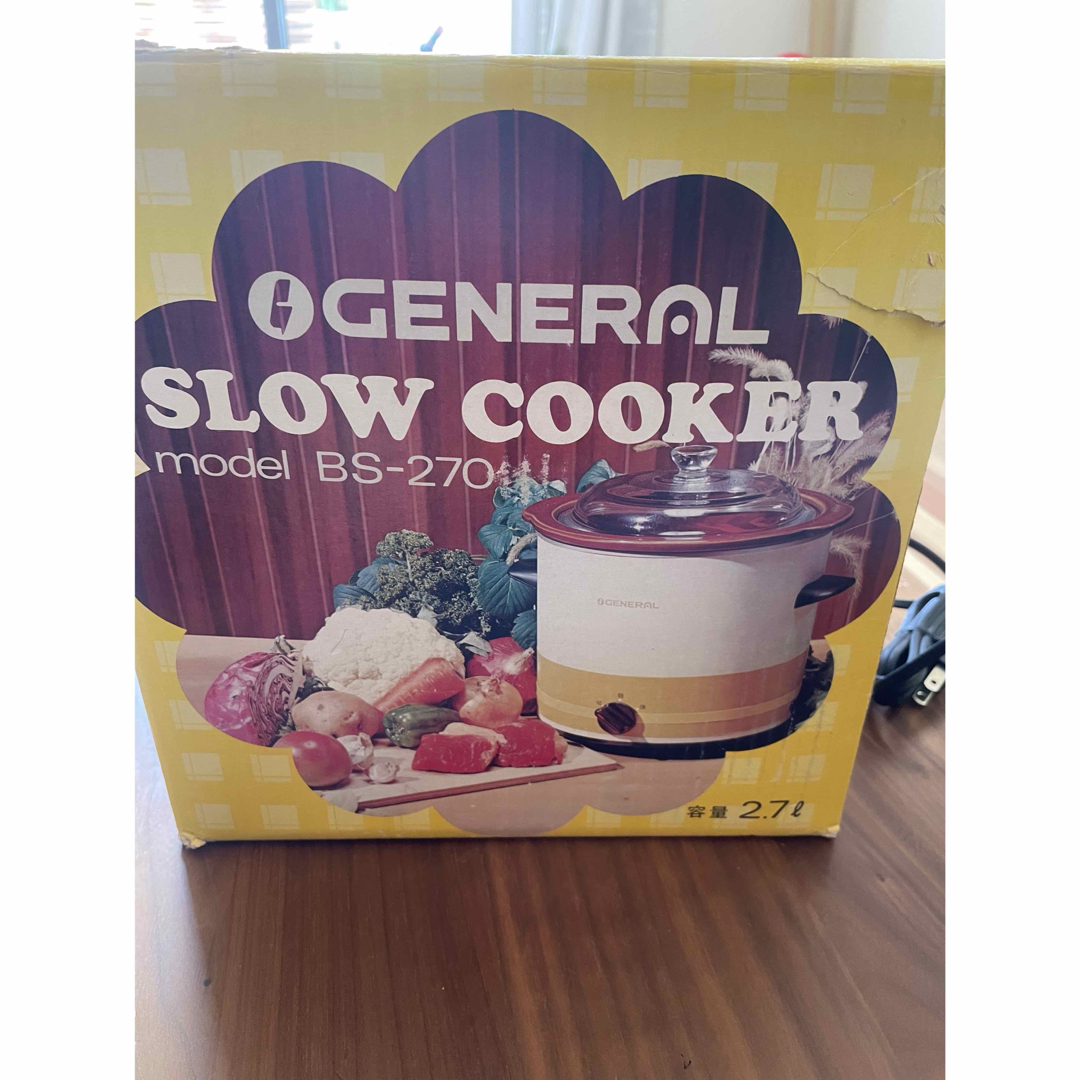 GENERAL
SLOW COOKER
model BS-270
GENERAL
容量 2.7ℓ